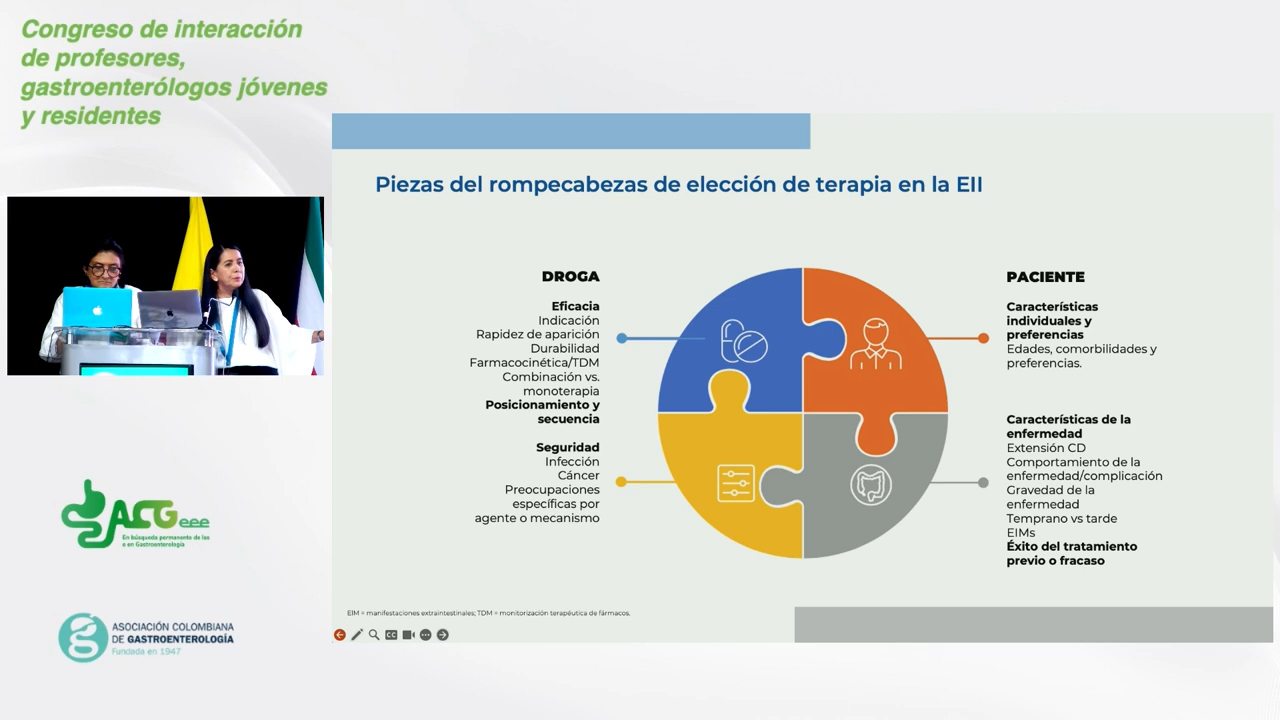 Congreso de interacción
de profesores,
gastroenterólogos jóvenes
y residentes
Piezas del rompecabezas de elección de terapia en la EII
DROGA
Eficacia
Indicación
Rapidez de aparición
Durabilidad
Farmacocinética/TDM
Combinación vs.
monoterapia
Posicionamiento y
secuencia
Seguridad
Infección
Cáncer
Preocupaciones
específicas por
agente o mecanismo
PACIENTE
Características
individuales y
preferencias
Edades, comorbilidades y
preferencias.
Características de la
enfermedad
Extensión CD
Comportamiento de la
enfermedad/complicación
Gravedad de la
enfermedad
Temprano vs tarde
EIMs
Éxito del tratamiento
previo o fracaso
EIM = manifestaciones extraintestinales; TDM = monitorización terapéutica de fármacos.
CC
ACGeee
En búsqueda permanente de las
e en Gastroenterología
ASOCIACIÓN COLOMBIANA
DE GASTROENTEROLOGÍA
Fundada en 1947